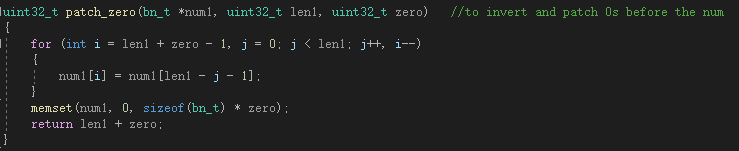 uint32_t patch_zero(bn_t *num1, uint32_t len1, uint32_t zero)   //to invert and patch 0s before the num
{
    for (int i = len1 + zero - 1, j = 0; j < len1; j++, i--)
    {
        num1[i] = num1[len1 - j - 1];
    }
    memset(num1, 0, sizeof(bn_t) * zero);
    return len1 + zero;
}